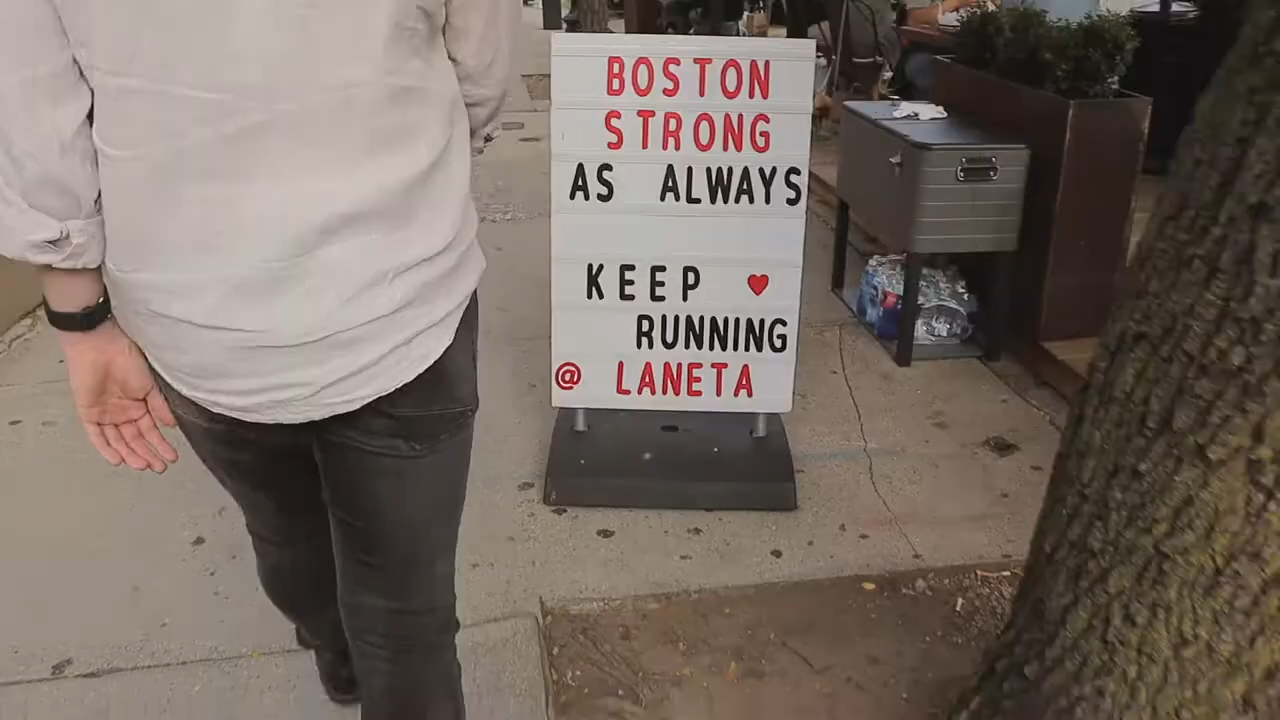 BOSTON
STRONG
AS ALWAYS
KEEP ♥
RUNNING
@ LANETA